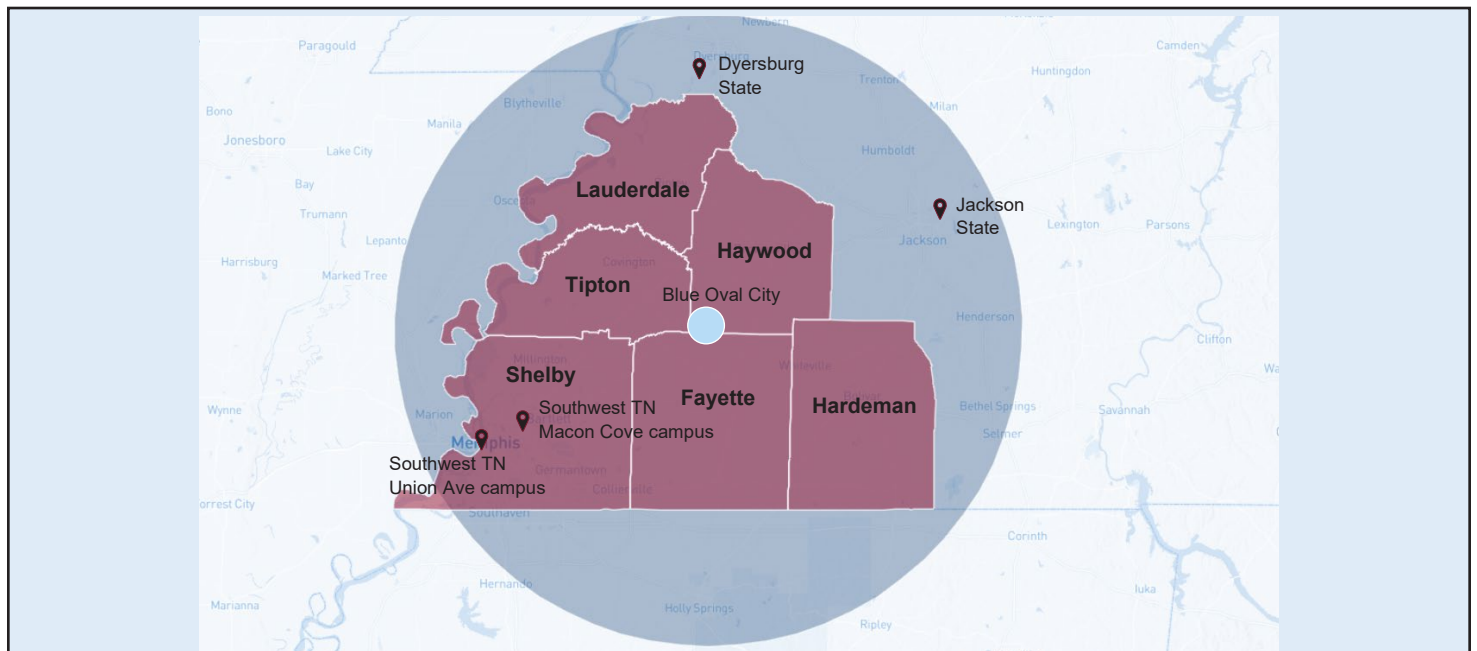 Newbern
Paragould
Camden
Dyersburg
Dyersburg
State
Huntingdon
Trenton
Blytheville
Milan
Bono
Manila
Jonesboro
Lake City
Humboldt
Bay
Lauderdale
Osceola
Trumann
Jackson
State
Lexington
Parsons
Lepanto
Jackson
Haywood
Harrisburg
Marked Tree
Covington
Tipton
Blue Oval City
Henderson
Clifton
Millington
Whiteville
Wa
Shelby
Fayette
Hardeman
Wynne
Marion
Southwest TN
Macon Cove campus
Bethel Springs
Savannah
Selmer
Memphis
Southwest TN
Union Ave campus
Germantown
Collierville
orrest City
Southaven
Corinth
Hernando
Iuka
Marianna
Holly Springs
Ripley